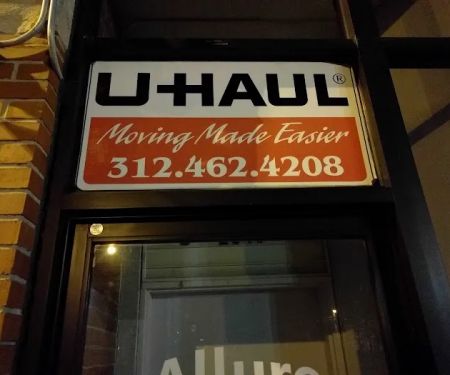 U-HAUL®
Moving Made Easier
312.462.4208
Allure